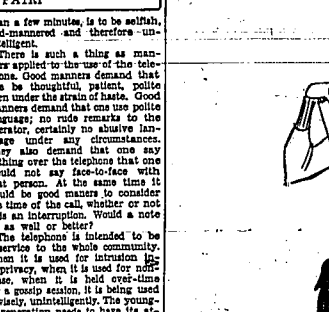 an a few minutes, is to be selfish,
d-mannered and therefore un-
telligent.
There is such a thing as man-
rs applied to the use of the tele-
one. Good manners demand that
e be thoughtful, patient, polite
en under the strain of haste. Good
anners demand that one use polite
nguage; no rude remarks to the
erator, certainly no abusive lan-
age under any circumstances.
ey also demand that one say
thing over the telephone that one
uld not say face-to-face with
at person. At the same time it
uld be good maners to consider
e time of the call, whether or not
is an interruption. Would a note
as well or better?
The telephone is intended to be
service to the whole community.
hen it is used for intrusion in-
privacy, when it is used for non-
se, when it is held over-time
a gossip session, it is being used
wisely, unintelligently. The young-
generation needs to have its at-